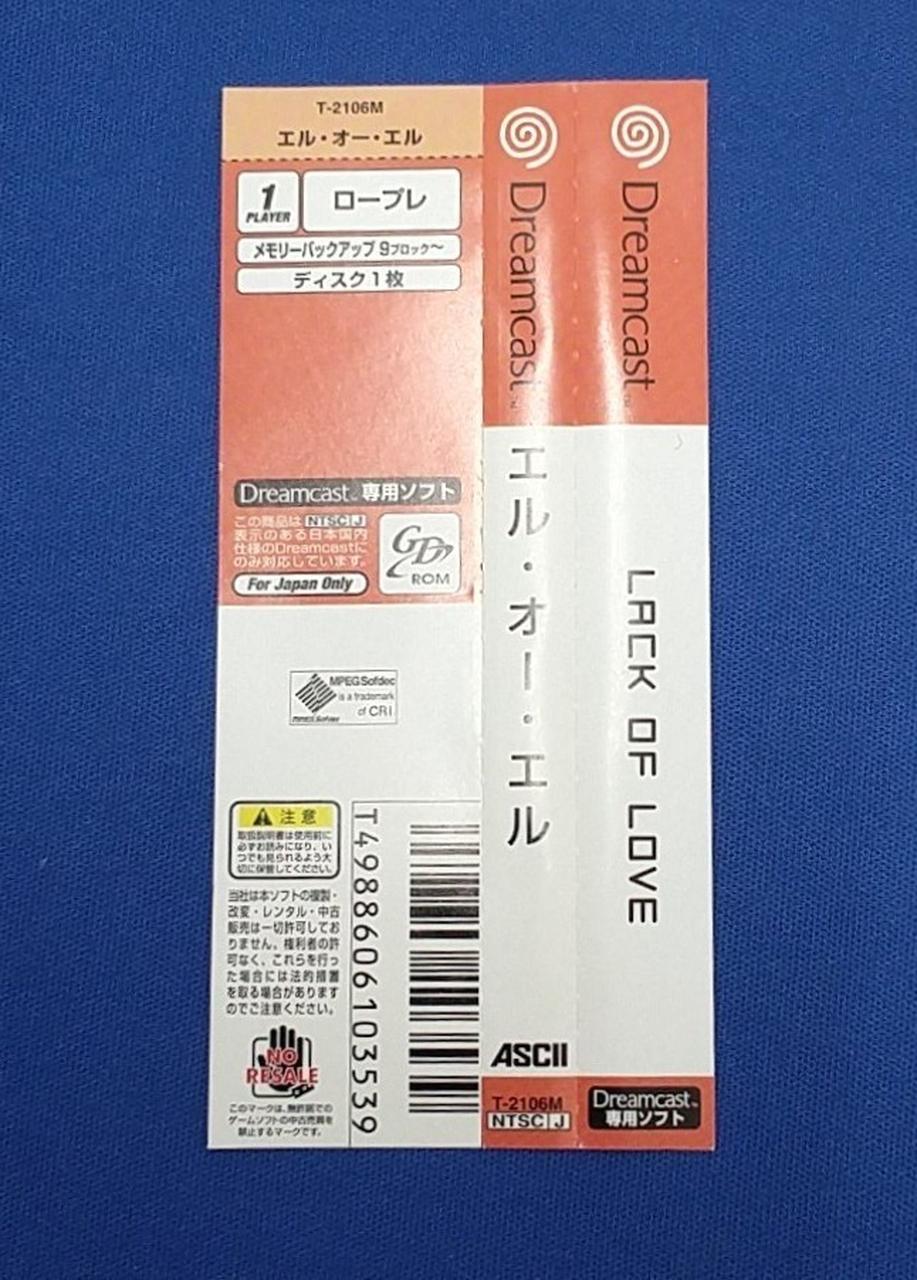 T-2106M
エル・オー・エル
1
PLAYER
ロープレ
メモリーバックアップ 9ブロック〜
ディスク1枚
Dreamcast™ 専用ソフト
この商品は NTSC J
表示のある日本国内
仕様のDreamcastに
のみ対応しています。
For Japan Only
GD
ROM
MPEG Sofdec
is a trademark
of CRI
MPEG Sofdec
注意
取扱説明書は使用前に
必ずお読みになり、い
つでも見られるよう大
切に保管してください。
当社は本ソフトの複製・
改変・レンタル・中古
販売は一切許可してお
りません。権利者の許
可なく、これらを行っ
た場合には法的措置
を取る場合があります
のでご注意ください。
NO
RESALE
このマークは、無許諾での
ゲームソフトの中古売買を
禁止するマークです。
T4988606103539
Dreamcast™
エル・オー・エル
ASCII
T-2106M
NTSC J
Dreamcast™
LACK OF LOVE
Dreamcast™
専用ソフト